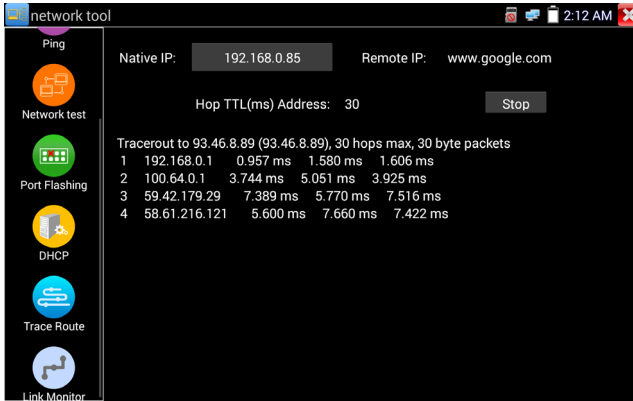 network tool
2:12 AM
Ping
Network test
Port Flashing
DHCP
Trace Route
Link Monitor
Native IP: 192.168.0.85 Remote IP: www.google.com
Hop TTL(ms) Address: 30 Stop
Tracerout to 93.46.8.89 (93.46.8.89), 30 hops max, 30 byte packets
1 192.168.0.1 0.957 ms 1.580 ms 1.606 ms
2 100.64.0.1 3.744 ms 5.051 ms 3.925 ms
3 59.42.179.29 7.389 ms 5.770 ms 7.516 ms
4 58.61.216.121 5.600 ms 7.660 ms 7.422 ms